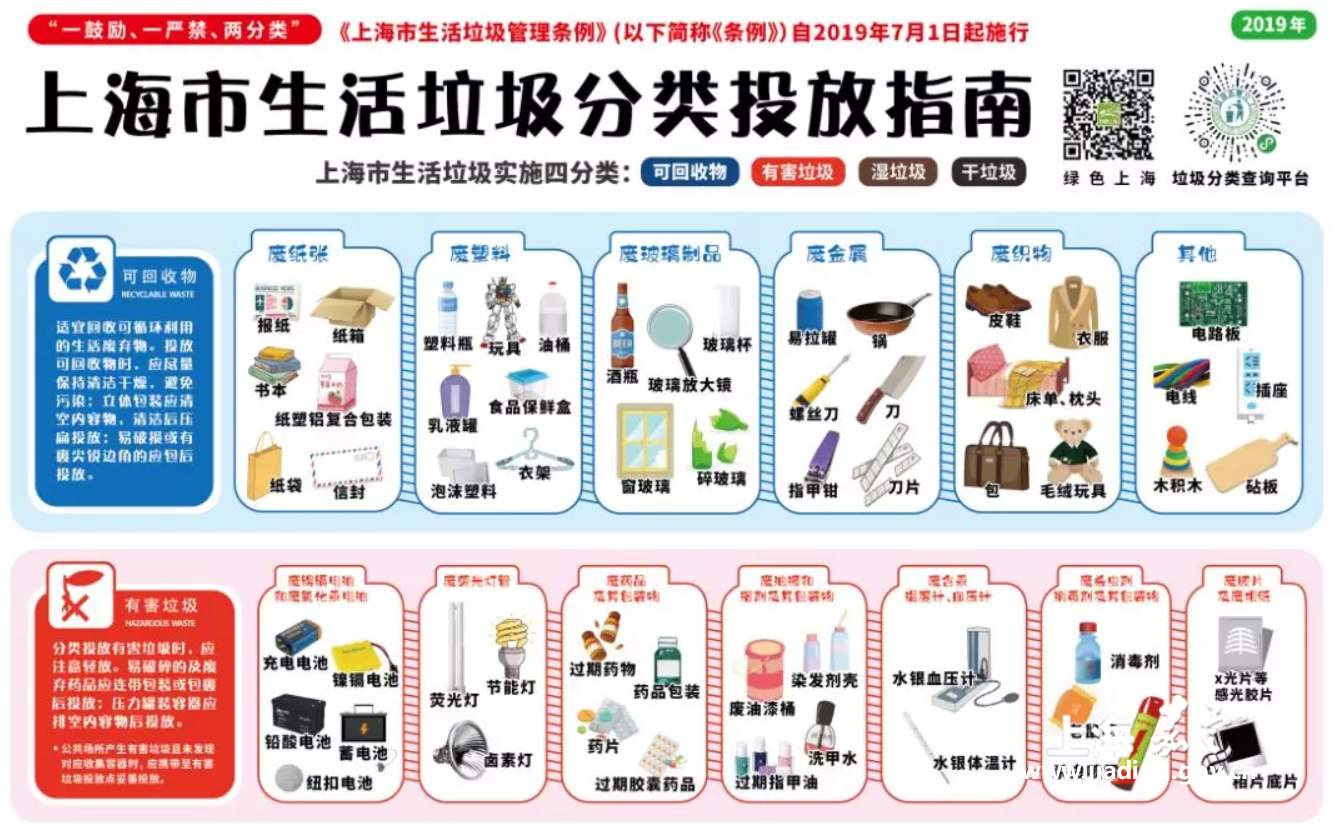 “一鼓励、一严禁、两分类”
《上海市生活垃圾管理条例》(以下简称《条例》)自2019年7月1日起施行
2019年
上海市生活垃圾分类投放指南
上海市生活垃圾实施四分类：
可回收物
有害垃圾
湿垃圾
干垃圾
绿色上海
垃圾分类查询平台
可回收物
RECYCLABLE WASTE
适宜回收可循环利用
的生活废弃物。投放
可回收物时，应尽量
保持清洁干燥，避免
污染；立体包装应清
空内容物，清洁后压
扁投放；易破损或有
裹尖锐边角的应包后
投放。
废纸张
BUSINESS NEWS
报纸
纸箱
书本
纸塑铝复合包装
纸袋
信封
废塑料
塑料瓶
玩具
油桶
乳液罐
食品保鲜盒
泡沫塑料
衣架
废玻璃制品
BEER
酒瓶
玻璃放大镜
玻璃杯
窗玻璃
碎玻璃
废金属
易拉罐
锅
螺丝刀
刀
指甲钳
刀片
废织物
皮鞋
衣服
床单、枕头
包
毛绒玩具
其他
电路板
电线
插座
木积木
砧板
有害垃圾
HAZARDOUS WASTE
分类投放有害垃圾时，应
注意轻放。易破碎的及废
弃药品应连带包装或包裹
后投放；压力罐装容器应
排空内容物后投放。
* 公共场所产生有害垃圾且未发现
对应收集容器时，应携带至有害
垃圾投放点妥善投放。
废镍镉电池
和废氧化汞电池
充电电池
镍镉电池
铅酸电池
蓄电池
纽扣电池
废荧光灯管
荧光灯
节能灯
卤素灯
废药品
及其包装物
过期药物
药品包装
药片
过期胶囊药品
废油漆和
溶剂及其包装物
废油漆桶
染发剂壳
过期指甲油
洗甲水
废含汞
温度计、血压计
水银血压计
水银体温计
废杀虫剂
消毒剂及其包装物
消毒剂
废胶片
及废相纸
x光片等
感光胶片
相片底片
上海